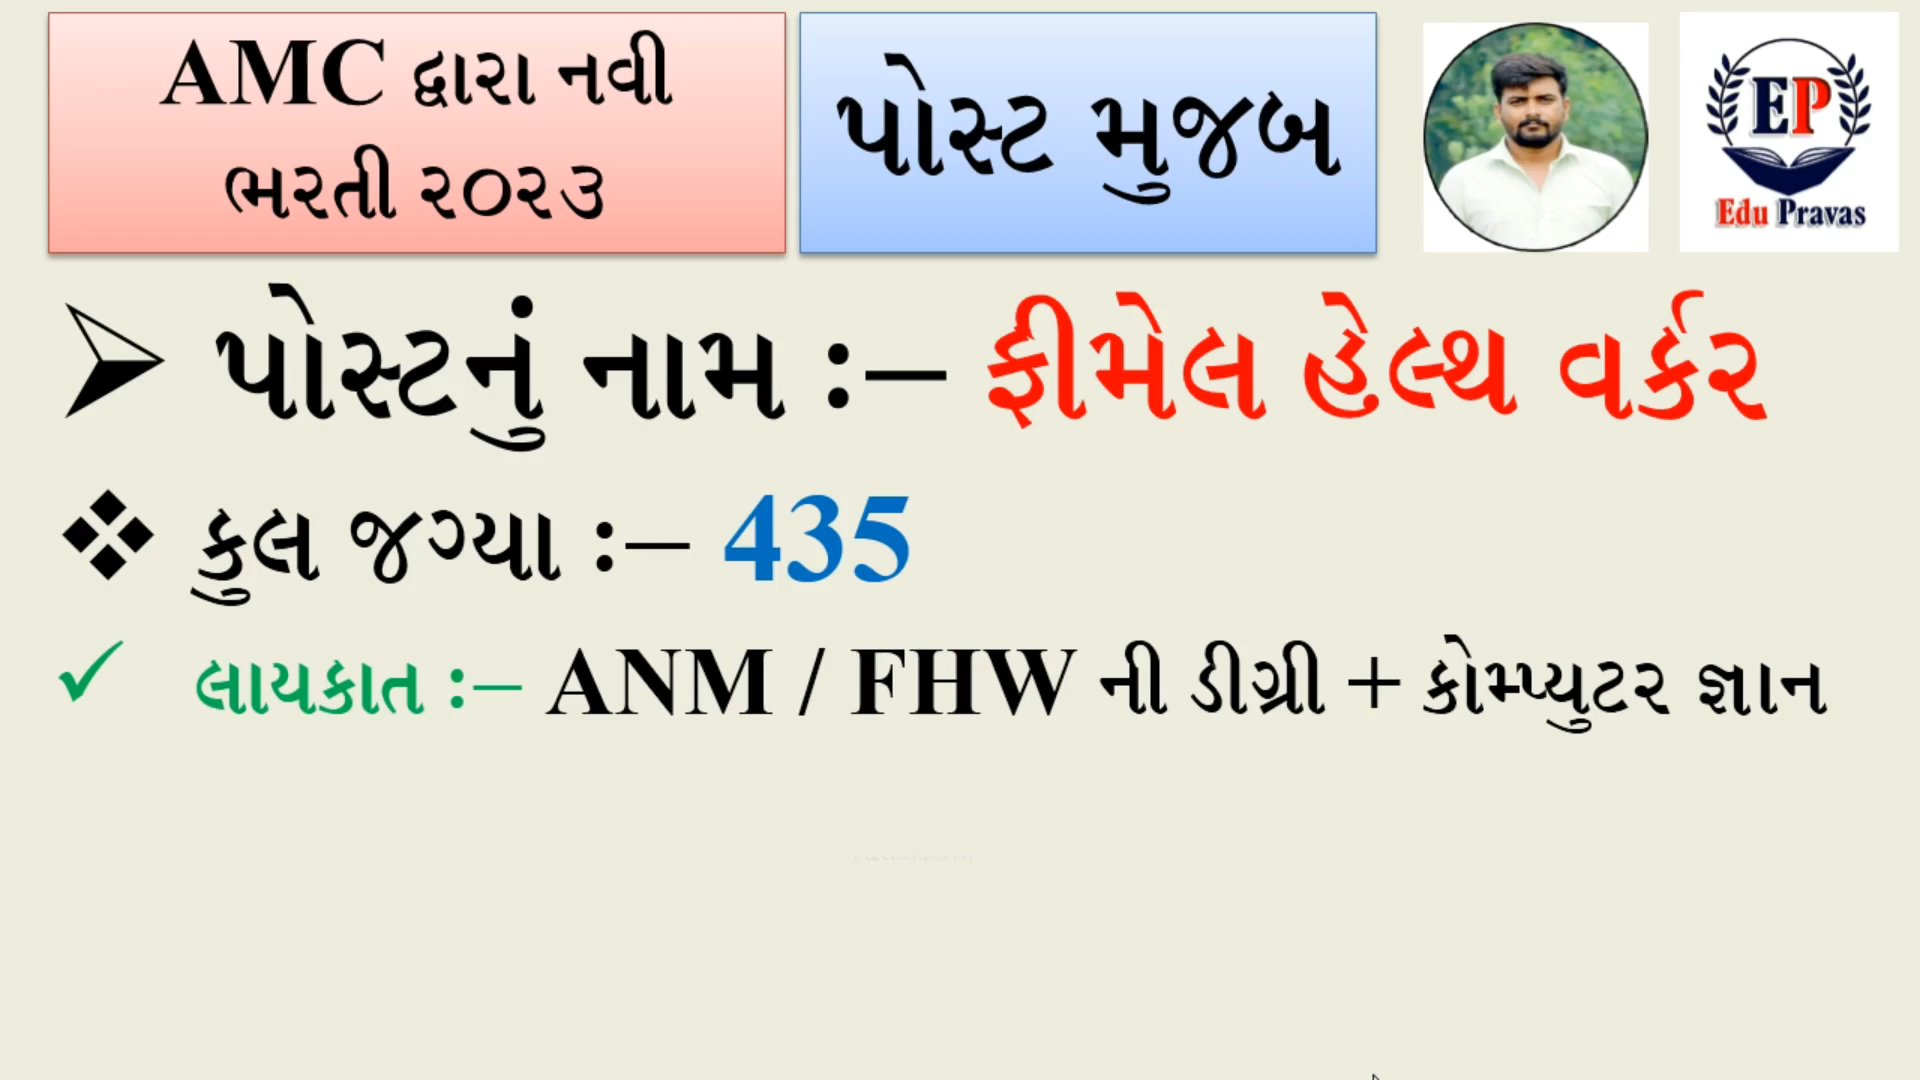 AMC દ્વારા નવી
ભરતી ૨૦૨૩
પોસ્ટ મુજબ
EP
Edu Pravas
પોસ્ટનું નામ :– ફીમેલ હેલ્થ વર્કર
કુલ જગ્યા :– 435
લાયકાત :– ANM / FHW ની ડીગ્રી + કોમ્પ્યુટર જ્ઞાન